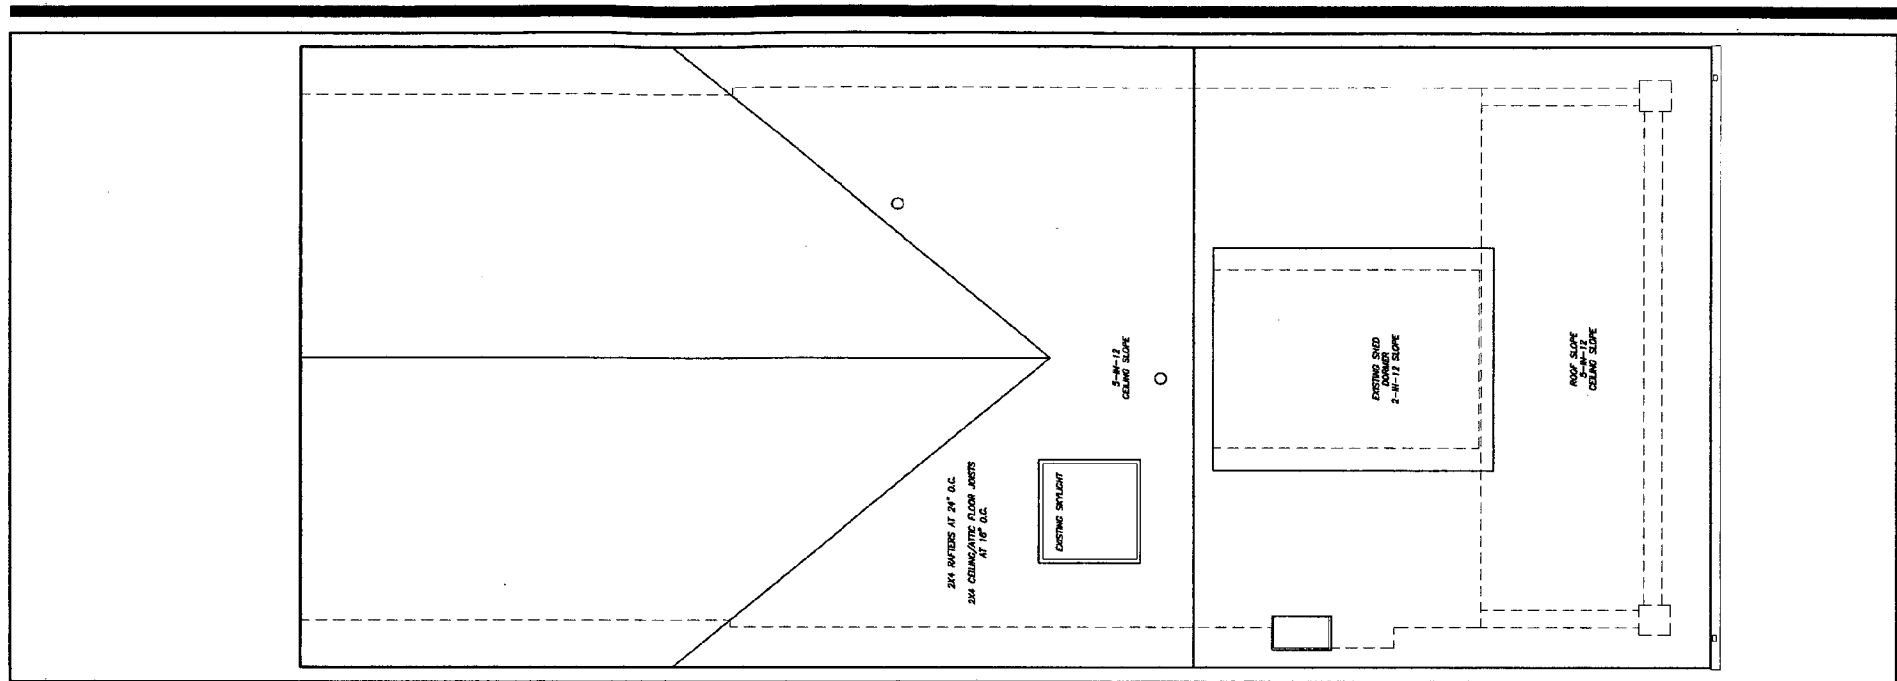 2X4 RAFTERS AT 24" O.C.
2X4 CEILING/ATTIC FLOOR JOISTS
AT 16" O.C.
EXISTING SKYLIGHT
5-IN-12
CEILING SLOPE
EXISTING SHED
DORMER
2-IN-12 SLOPE
ROOF SLOPE
5-IN-12
CEILING SLOPE